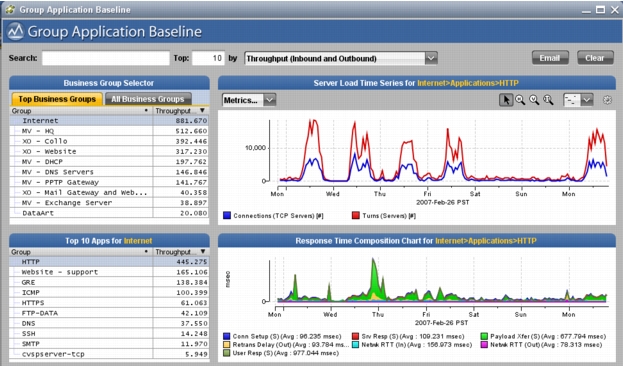 Group Application Baseline
Group Application Baseline
Search: Top: 10 by Throughput (Inbound and Outbound) Email Clear
Business Group Selector
Top Business Groups All Business Groups
Group Throughput...
Internet 881.670
MV - HQ 512.660
XO - Collo 392.446
XO - Website 317.230
MV - DHCP 197.762
MV - DNS Servers 146.846
MV - PPTP Gateway 141.767
XO - Mail Gateway and Web... 40.358
MV - Exchange Server 38.897
DataArt 20.080
Server Load Time Series for Internet>Applications>HTTP
Metrics...
10,000
0
Mon Wed Thu Fri Sat Sun Mon
2007-Feb-26 PST
Connections (TCP Servers) [#] Turns (Servers) [#]
Top 10 Apps for Internet
Group Throughput...
HTTP 445.275
Website - support 165.106
GRE 138.384
ICMP 100.399
HTTPS 61.063
FTP-DATA 42.109
DNS 37.550
SSH 14.248
SMTP 11.970
cvspserver-tcp 5.949
Response Time Composition Chart for Internet>Applications>HTTP
msec
0
Mon Wed Thu Fri Sat Sun Mon
2007-Feb-26 PST
Conn Setup (S) (Avg : 96.235 msec) Srv Resp (S) (Avg : 109.231 msec) Payload Xfer (S) (Avg : 677.794 msec)
Retrans Delay (Out) (Avg : 93.784 ms... Netwk RTT (In) (Avg : 156.973 msec) Netwk RTT (Out) (Avg : 78.313 msec)
User Resp (S) (Avg : 977.044 msec)